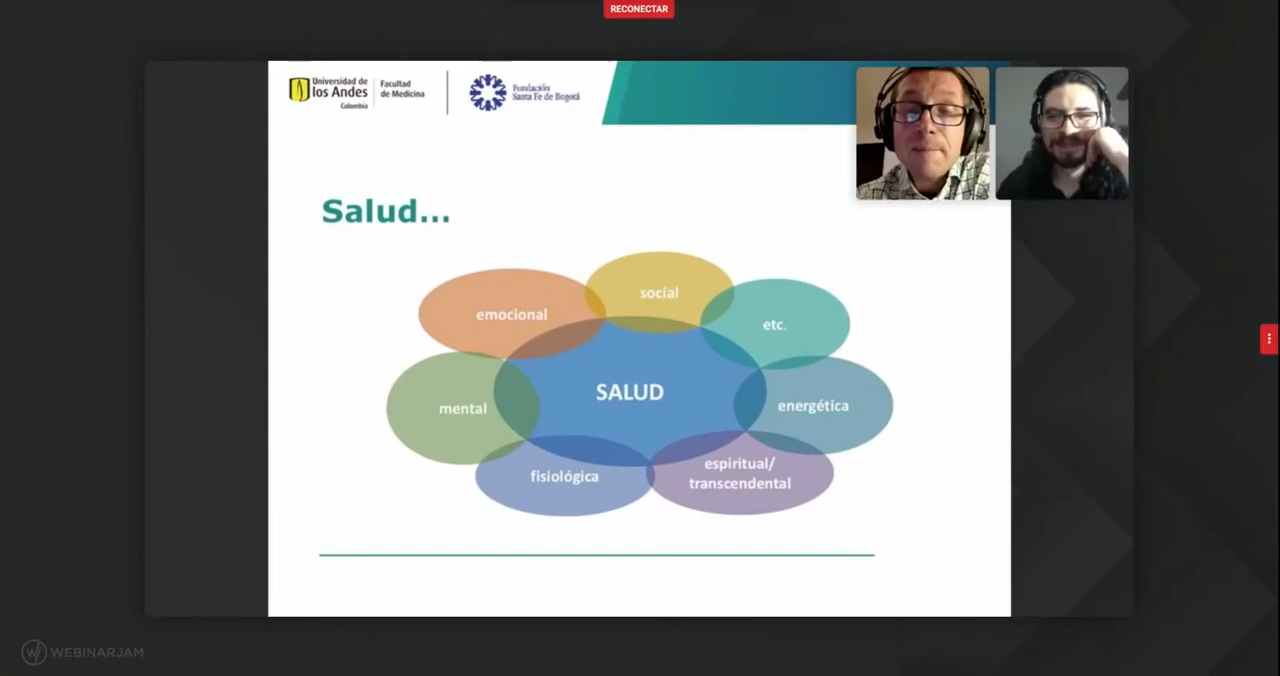 RECONECTAR
Universidad de
los Andes
Colombia
Facultad
de Medicina
Fundación
Santa Fe de Bogotá
Salud...
social
emocional
etc.
SALUD
energética
mental
espiritual/
transcendental
fisiológica
WEBINARJAM